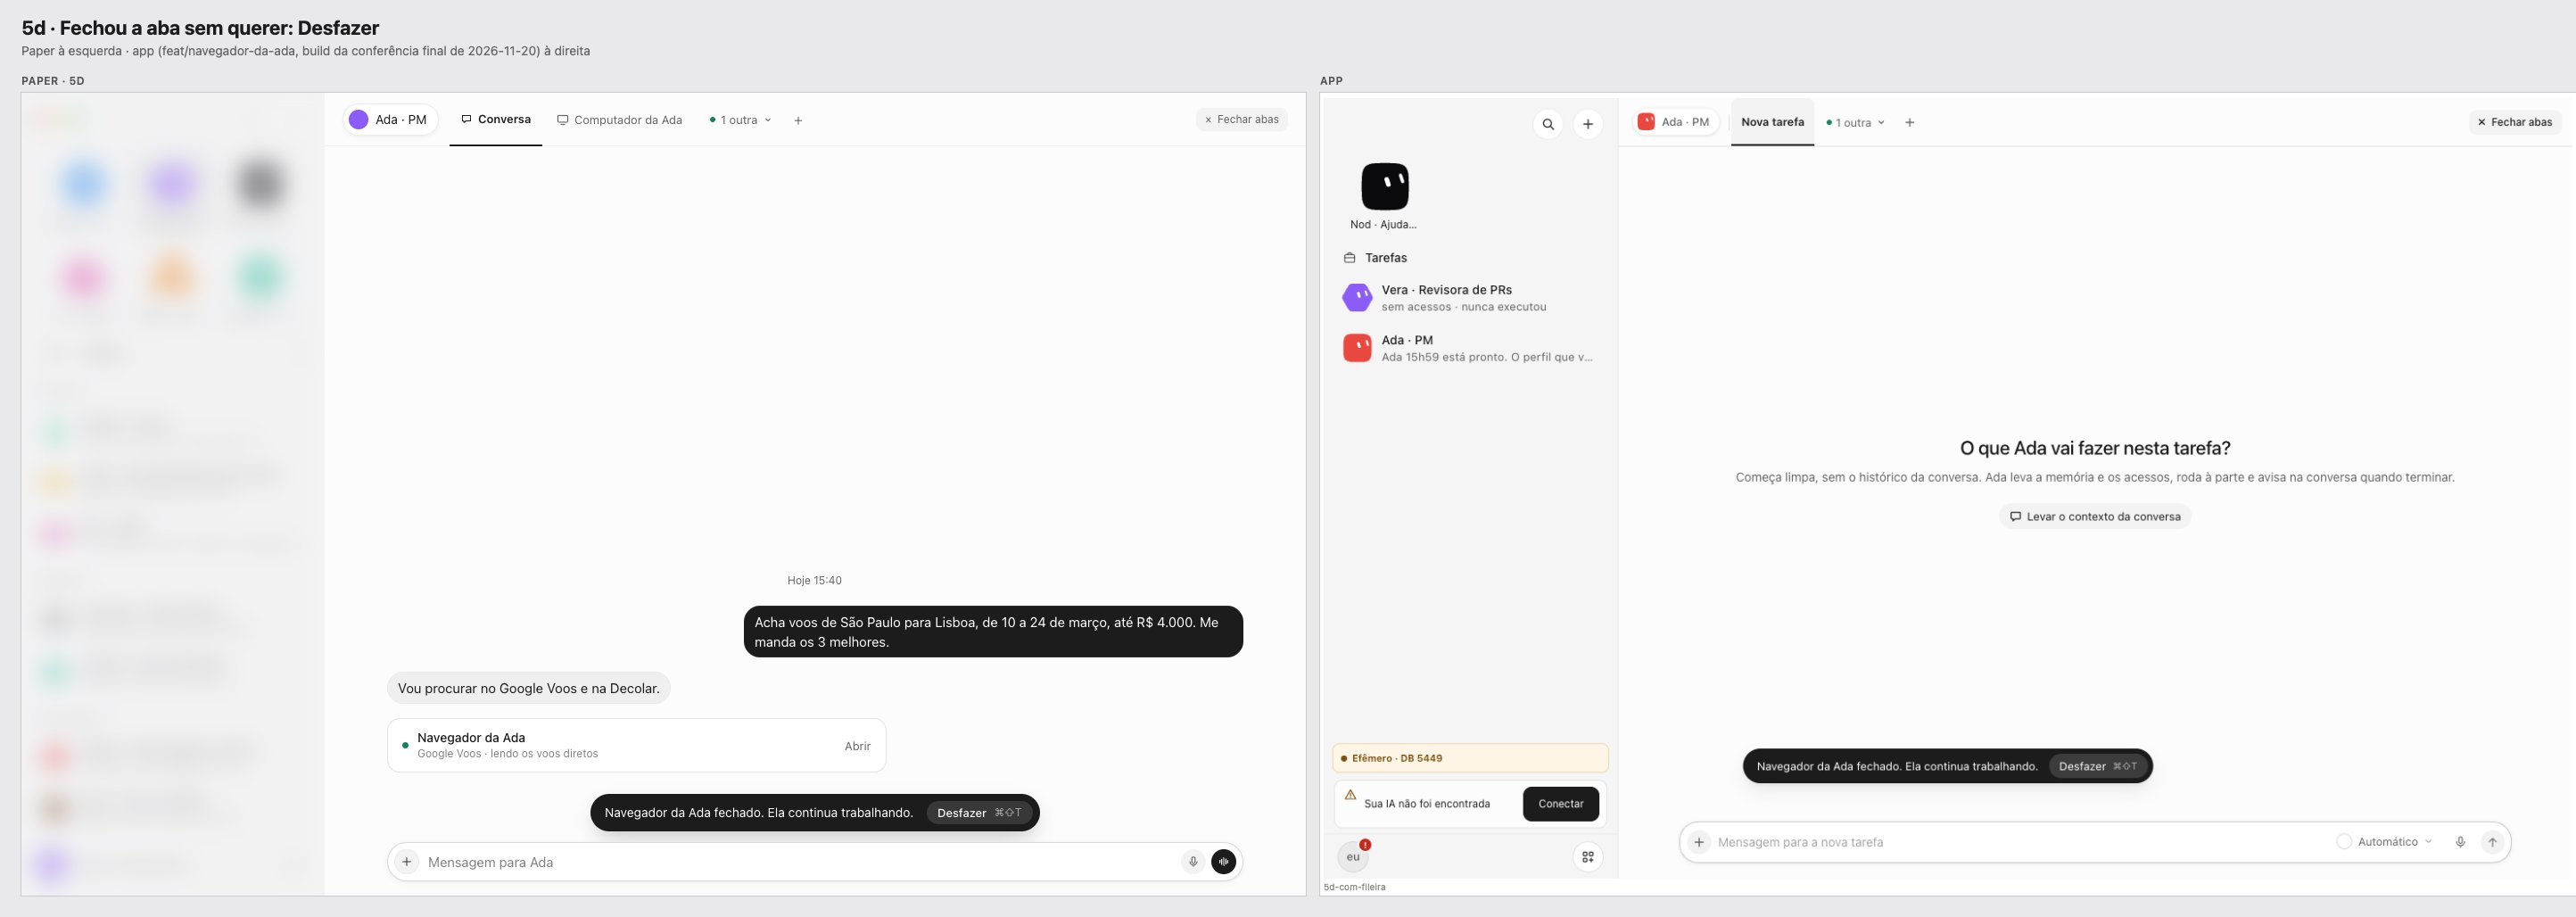 5d · Fechou a aba sem querer: Desfazer
Paper à esquerda · app (feat/navegador-da-ada, build da conferência final de 2026-11-20) à direita
PAPER · 5D
Ada · PM
Conversa
Computador da Ada
1 outra
Fechar abas
Hoje 15:40
Acha voos de São Paulo para Lisboa, de 10 a 24 de março, até R$ 4.000. Me
manda os 3 melhores.
Vou procurar no Google Voos e na Decolar.
Navegador da Ada
Google Voos · lendo os voos diretos
Abrir
Navegador da Ada fechado. Ela continua trabalhando.
Desfazer ⌘⇧T
Mensagem para Ada
APP
Nod · Ajuda...
Tarefas
Vera · Revisora de PRs
sem acessos · nunca executou
Ada · PM
Ada 15h59 está pronto. O perfil que v...
Efêmero · DB 5449
Sua IA não foi encontrada
Conectar
eu
!
5d-com-fileira
Ada · PM
Nova tarefa
1 outra
Fechar abas
O que Ada vai fazer nesta tarefa?
Começa limpa, sem o histórico da conversa. Ada leva a memória e os acessos, roda à parte e avisa na conversa quando terminar.
Levar o contexto da conversa
Navegador da Ada fechado. Ela continua trabalhando.
Desfazer ⌘⇧T
Mensagem para a nova tarefa
Automático